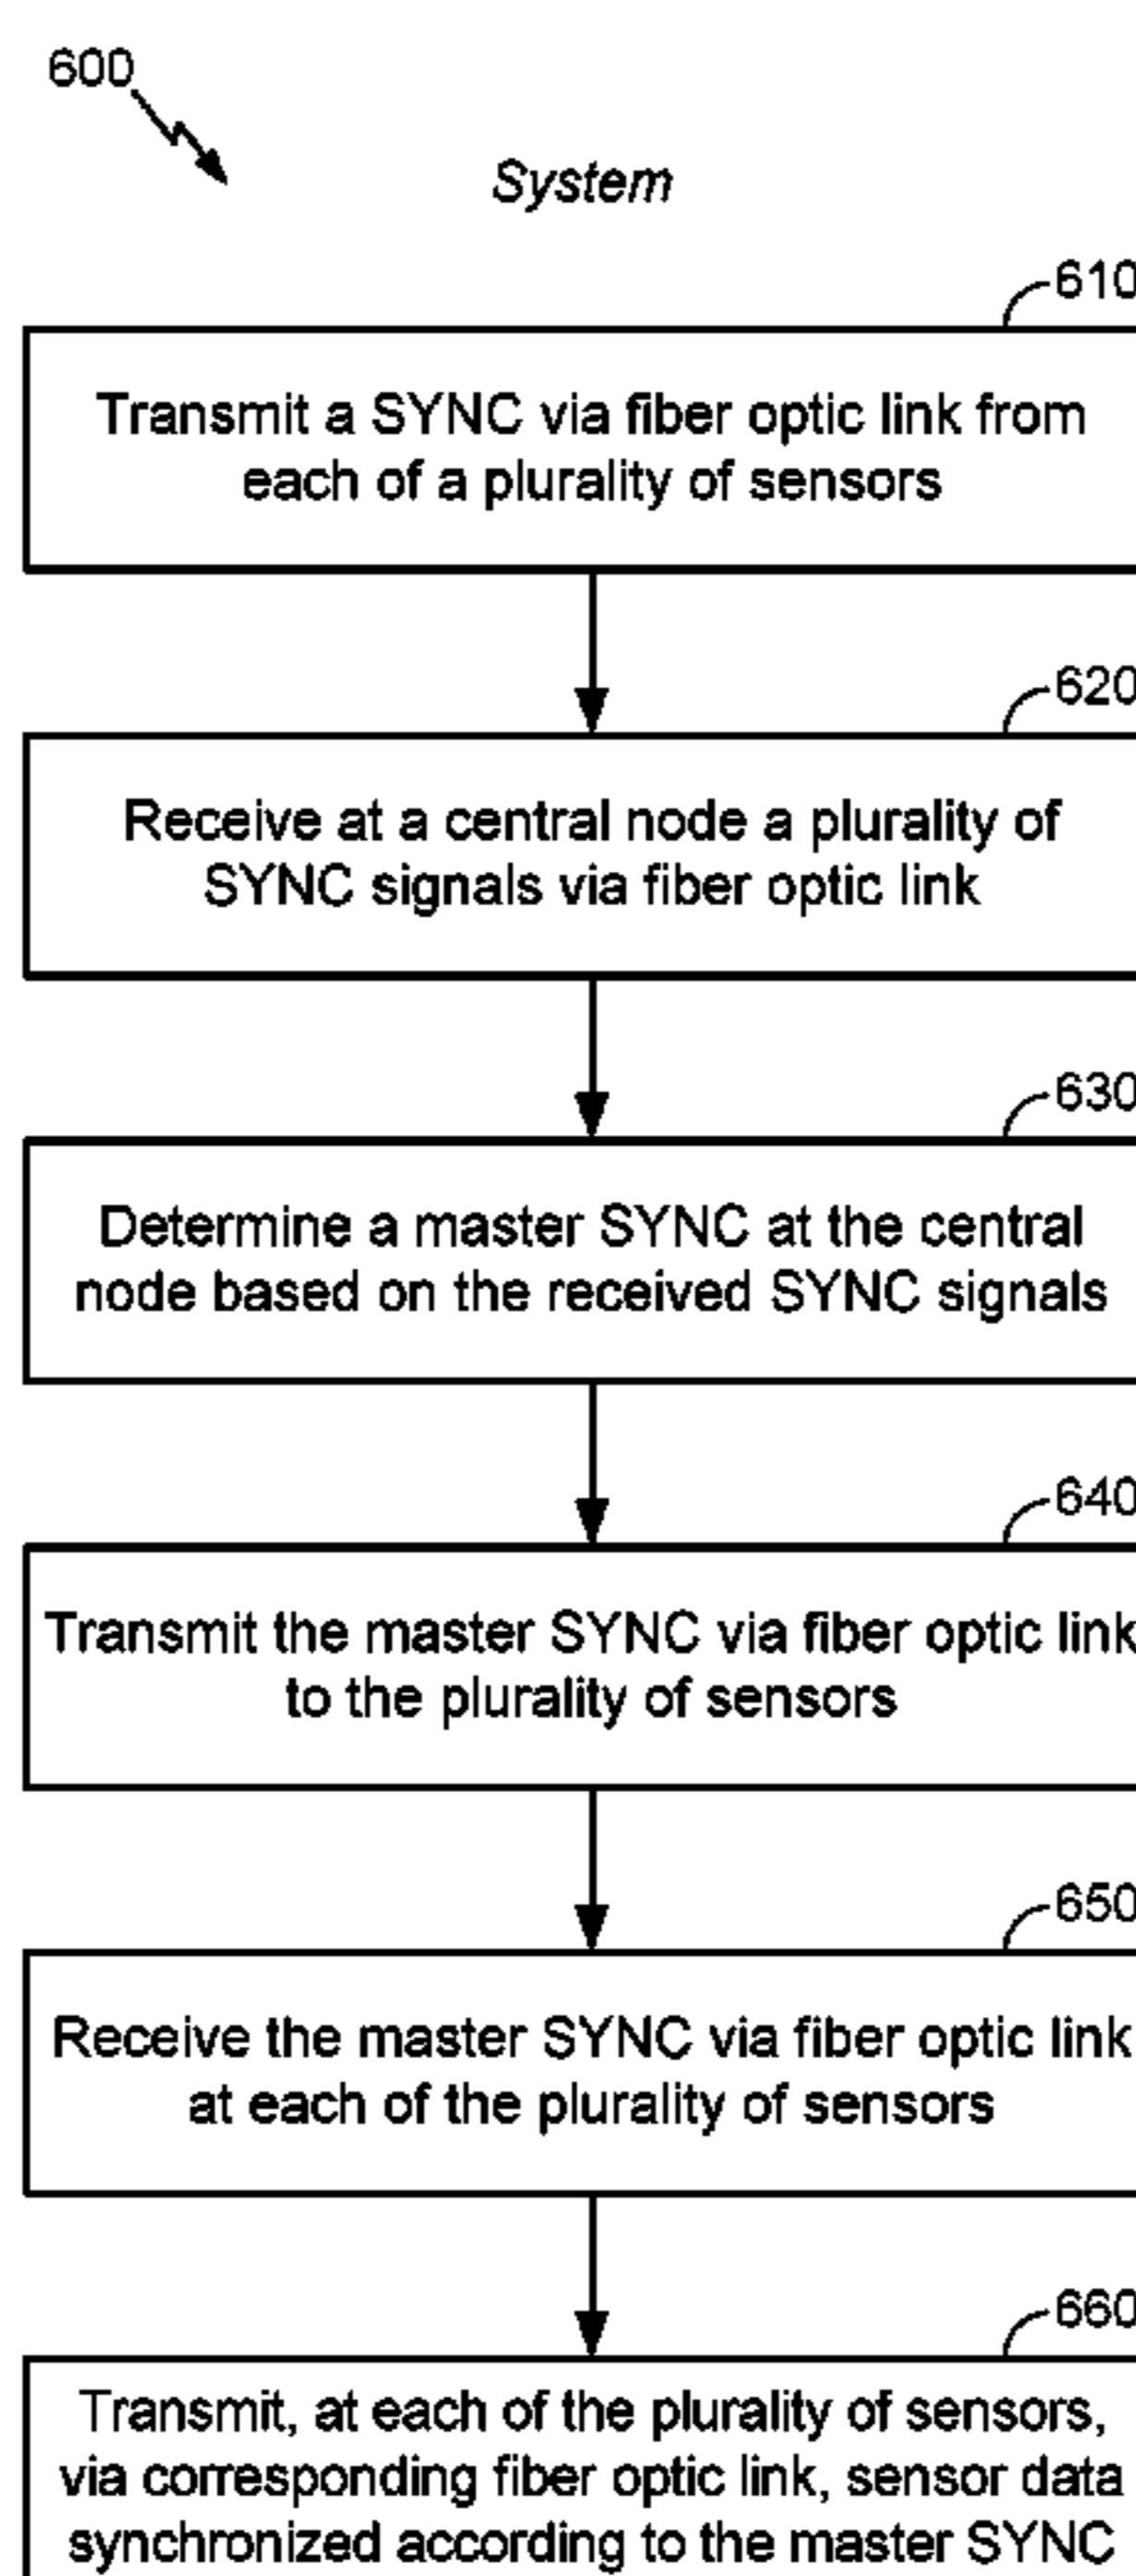 600
System
610
Transmit a SYNC via fiber optic link from
each of a plurality of sensors
620
Receive at a central node a plurality of
SYNC signals via fiber optic link
630
Determine a master SYNC at the central
node based on the received SYNC signals
640
Transmit the master SYNC via fiber optic link
to the plurality of sensors
650
Receive the master SYNC via fiber optic link
at each of the plurality of sensors
660
Transmit, at each of the plurality of sensors,
via corresponding fiber optic link, sensor data
synchronized according to the master SYNC